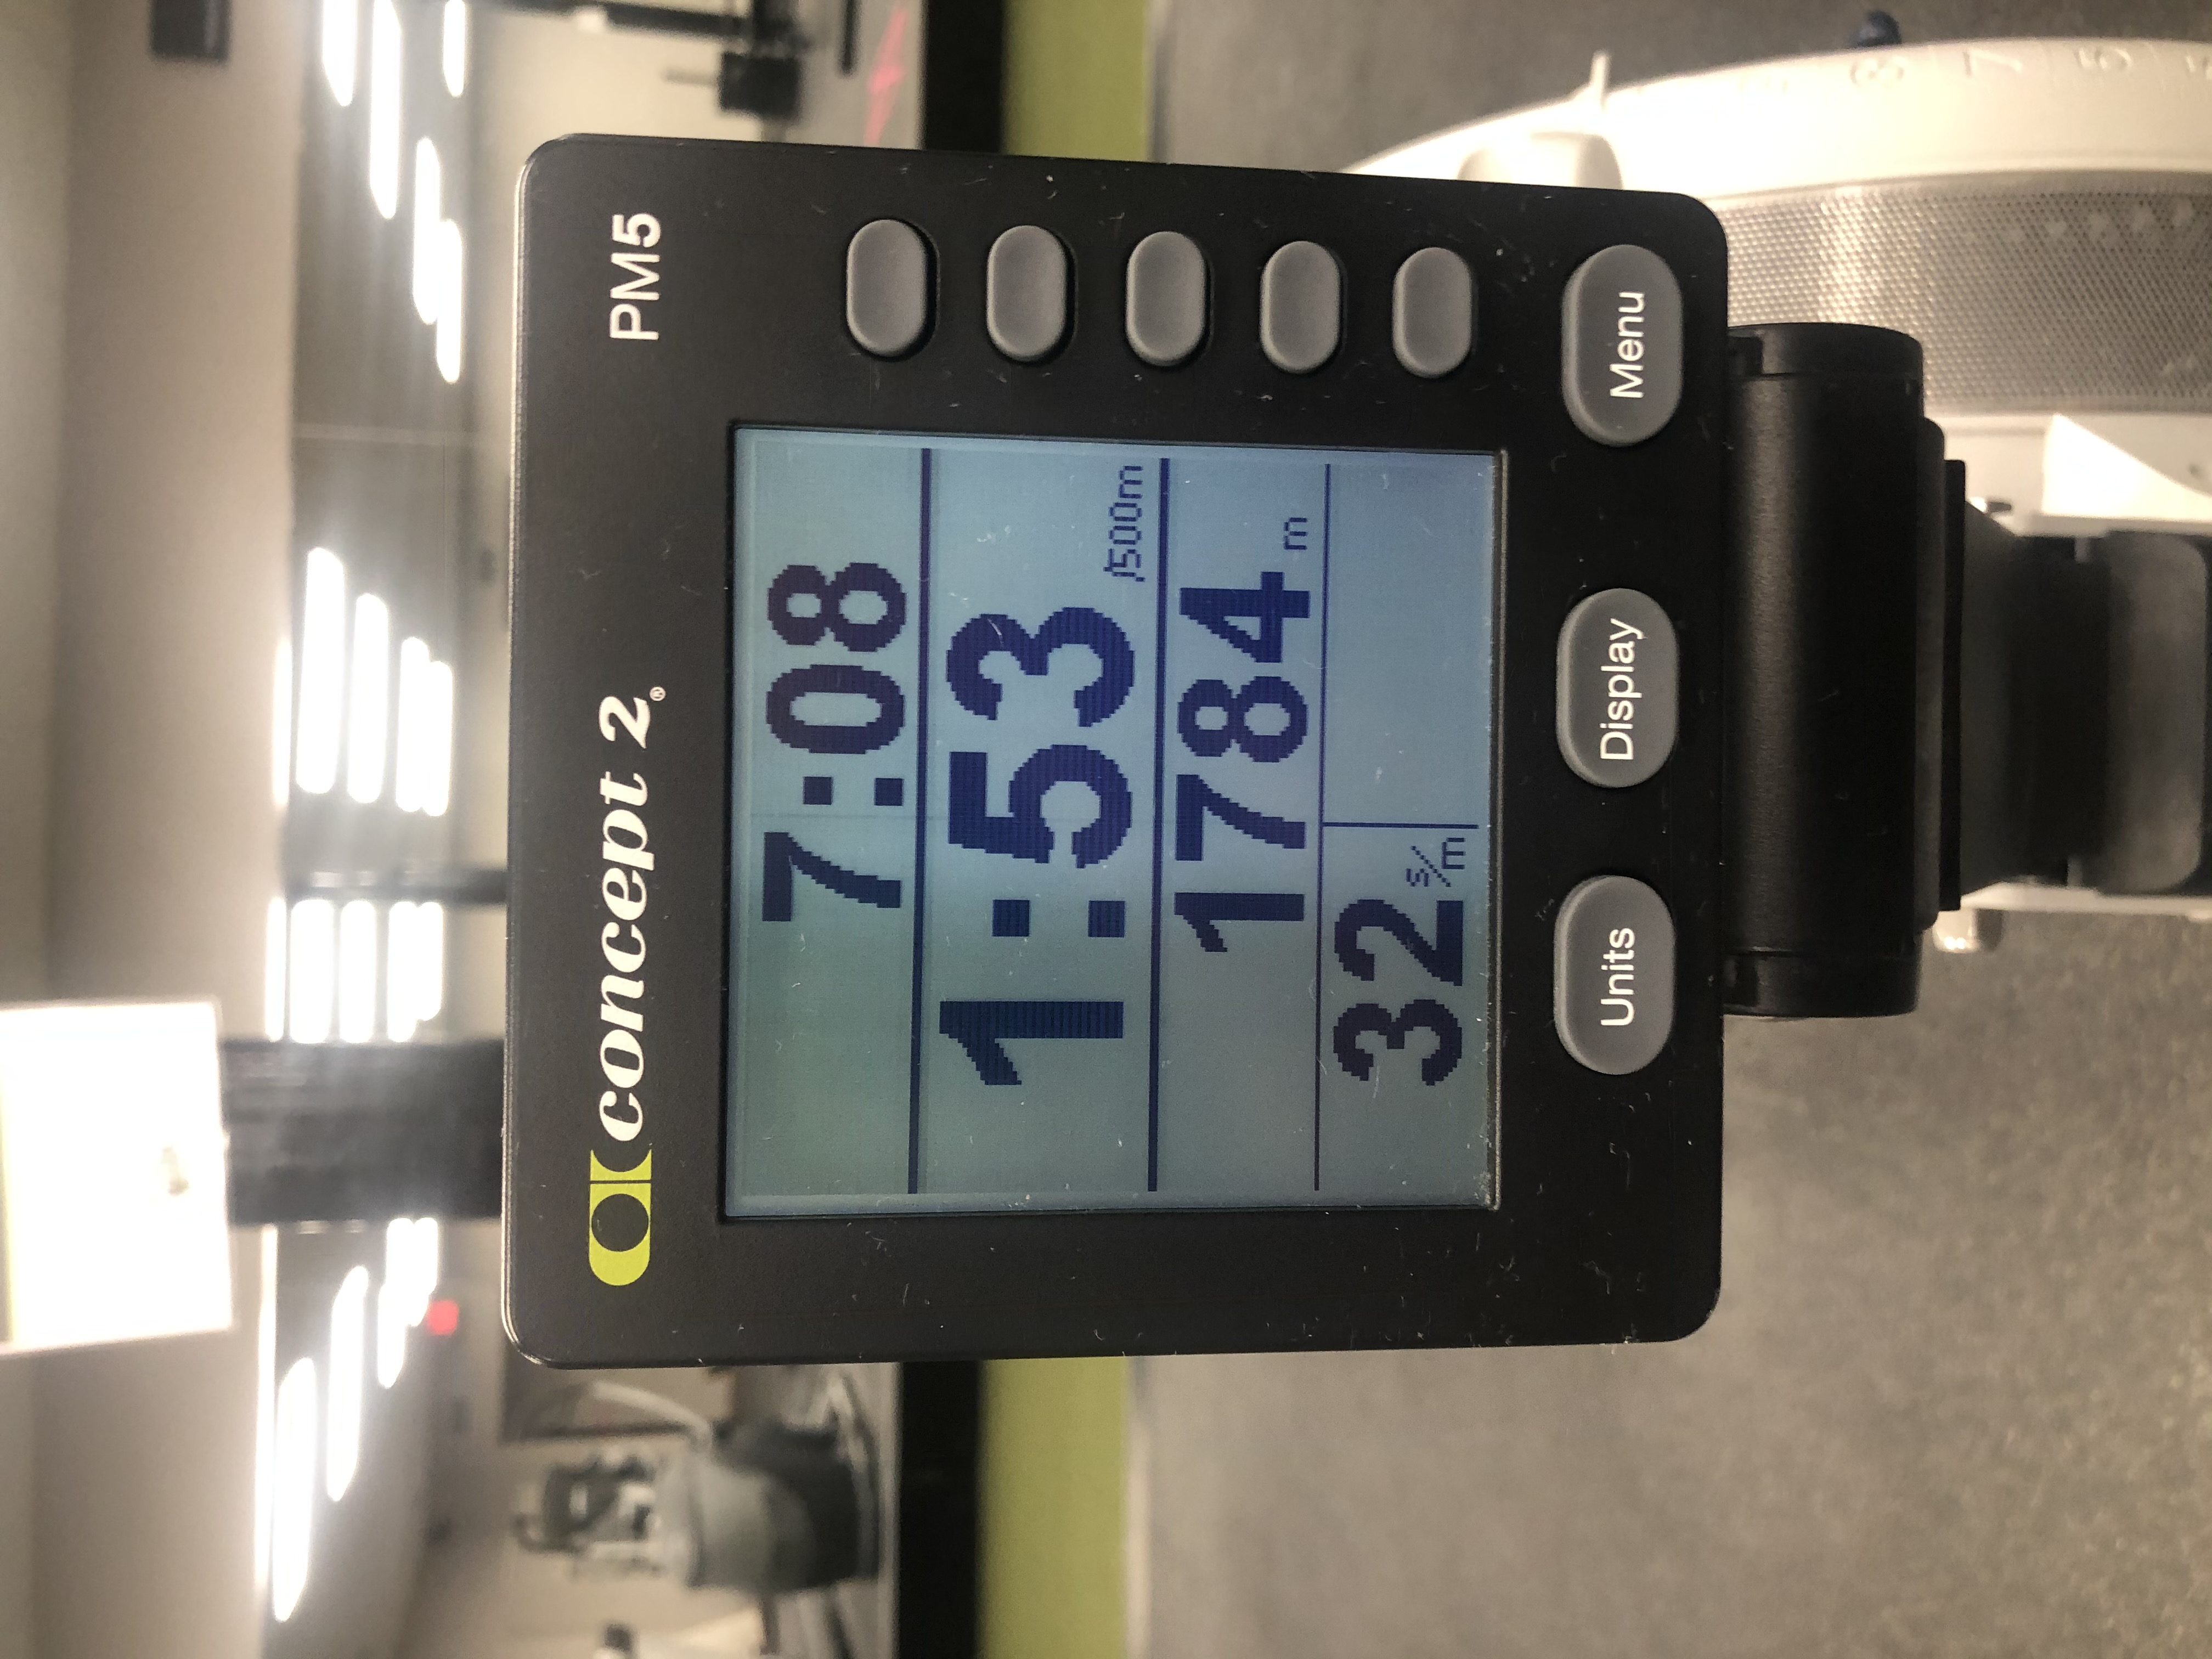 concept 2®
PM5
7:08
1:53 /500m
1784 m
32 s/m
Units
Display
Menu